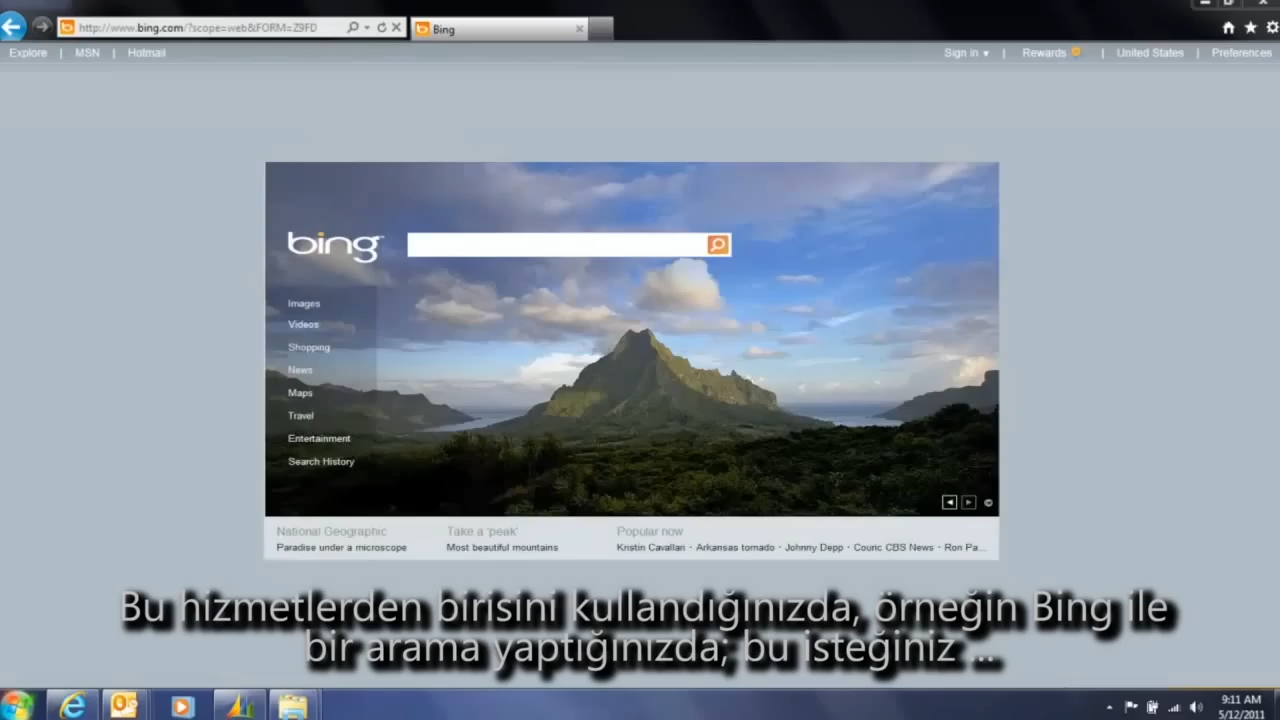 http://www.bing.com/?scope=web&FORM=Z9FD
Bing
Explore | MSN | Hotmail
Sign in | Rewards | United States | Preferences
bing
Images
Videos
Shopping
News
Maps
Travel
Entertainment
Search History
National Geographic
Paradise under a microscope
Take a 'peak'
Most beautiful mountains
Popular now
Kristin Cavallari · Arkansas tornado · Johnny Depp · Couric CBS News · Ron Pa...
Bu hizmetlerden birisini kullandığınızda, örneğin Bing ile
bir arama yaptığınızda; bu isteğiniz ...
9:11 AM
5/12/2011